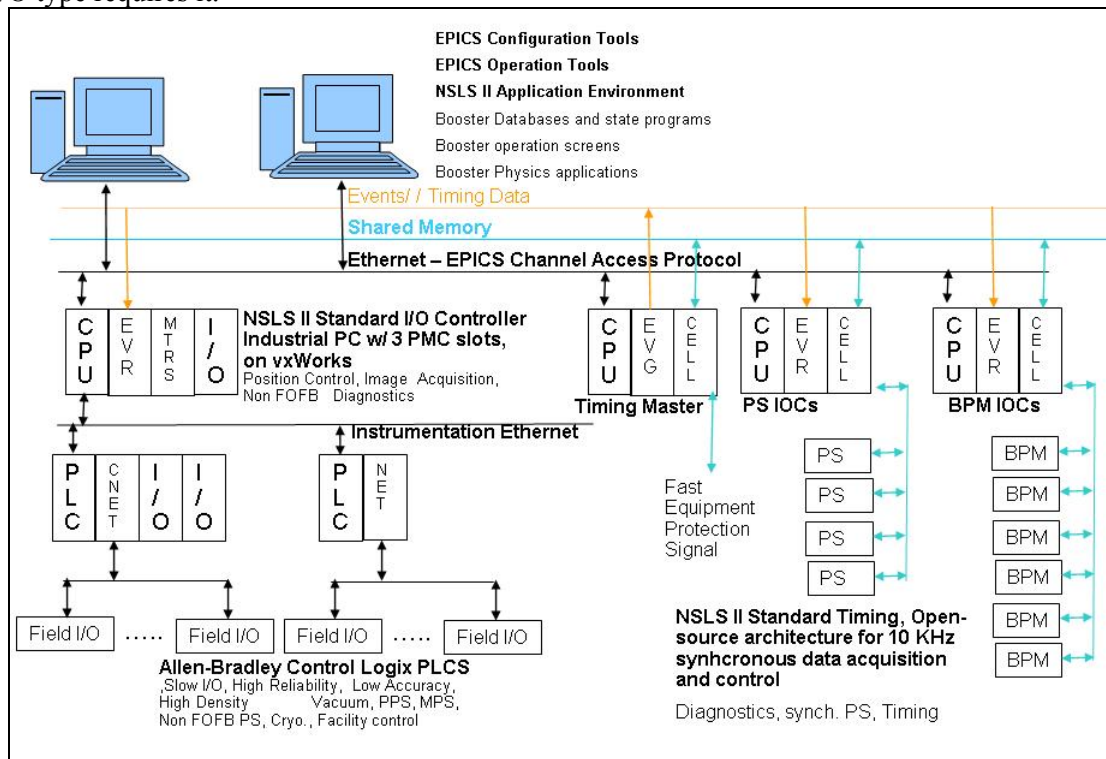 EPICS Configuration Tools
EPICS Operation Tools
NSLS II Application Environment
Booster Databases and state programs
Booster operation screens
Booster Physics applications
Events/ / Timing Data
Shared Memory
Ethernet – EPICS Channel Access Protocol
CPU
EVR
MTRS
I/O
NSLS II Standard I/O Controller
Industrial PC w/ 3 PMC slots,
on vxWorks
Position Control, Image Acquisition,
Non FOFB Diagnostics
CPU
EVG
CELL
Timing Master
CPU
EVR
CELL
PS IOCs
CPU
EVR
CELL
BPM IOCs
Instrumentation Ethernet
PLC
CNET
I/O
I/O
PLC
NET
Fast
Equipment
Protection
Signal
PS
PS
PS
PS
BPM
BPM
BPM
BPM
BPM
BPM
Field I/O ..... Field I/O
Field I/O ..... Field I/O
Allen-Bradley Control Logix PLCS
,Slow I/O, High Reliability, Low Accuracy,
High Density Vacuum, PPS, MPS,
Non FOFB PS, Cryo., Facility control
NSLS II Standard Timing, Open-
source architecture for 10 KHz
synhcronous data acquisition
and control
Diagnostics, synch. PS, Timing